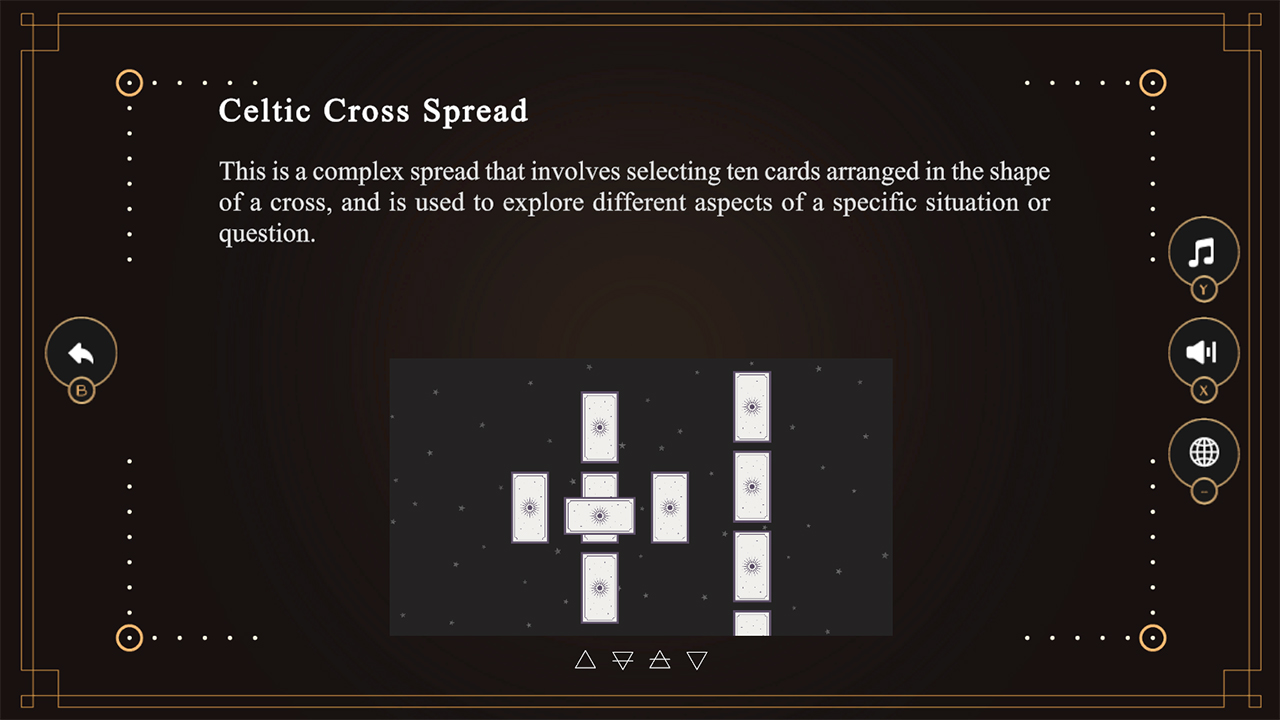 Celtic Cross Spread
This is a complex spread that involves selecting ten cards arranged in the shape
of a cross, and is used to explore different aspects of a specific situation or
question.
Y
B
X
-